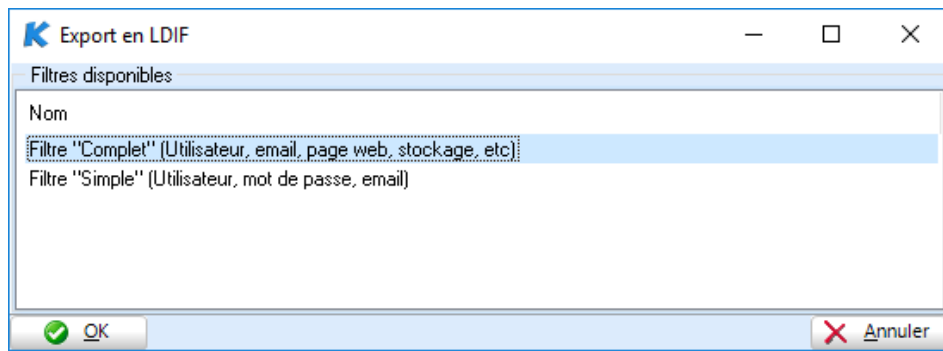 Export en LDIF
Filtres disponibles
Nom
Filtre "Complet" (Utilisateur, email, page web, stockage, etc)
Filtre "Simple" (Utilisateur, mot de passe, email)
OK
Annuler